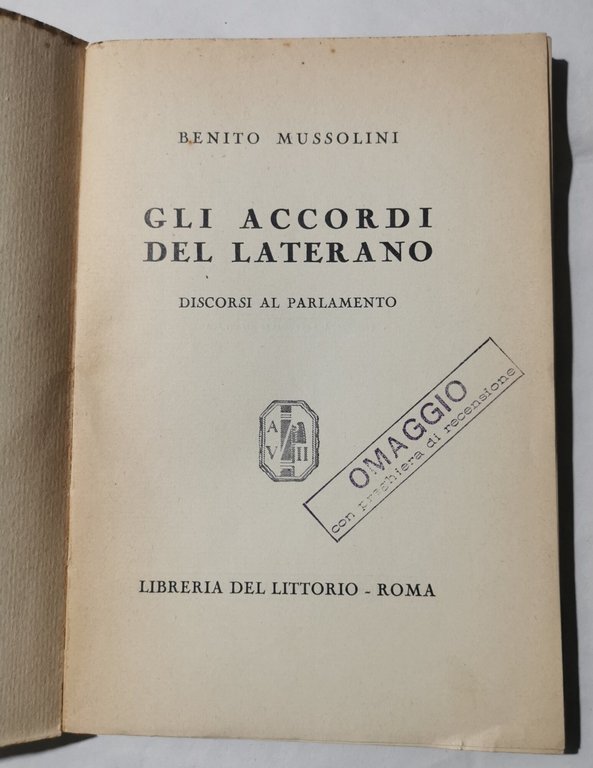 BENITO MUSSOLINI
GLI ACCORDI
DEL LATERANO
DISCORSI AL PARLAMENTO
A
V II
OMAGGIO
con preghiera di recensione
LIBRERIA DEL LITTORIO - ROMA